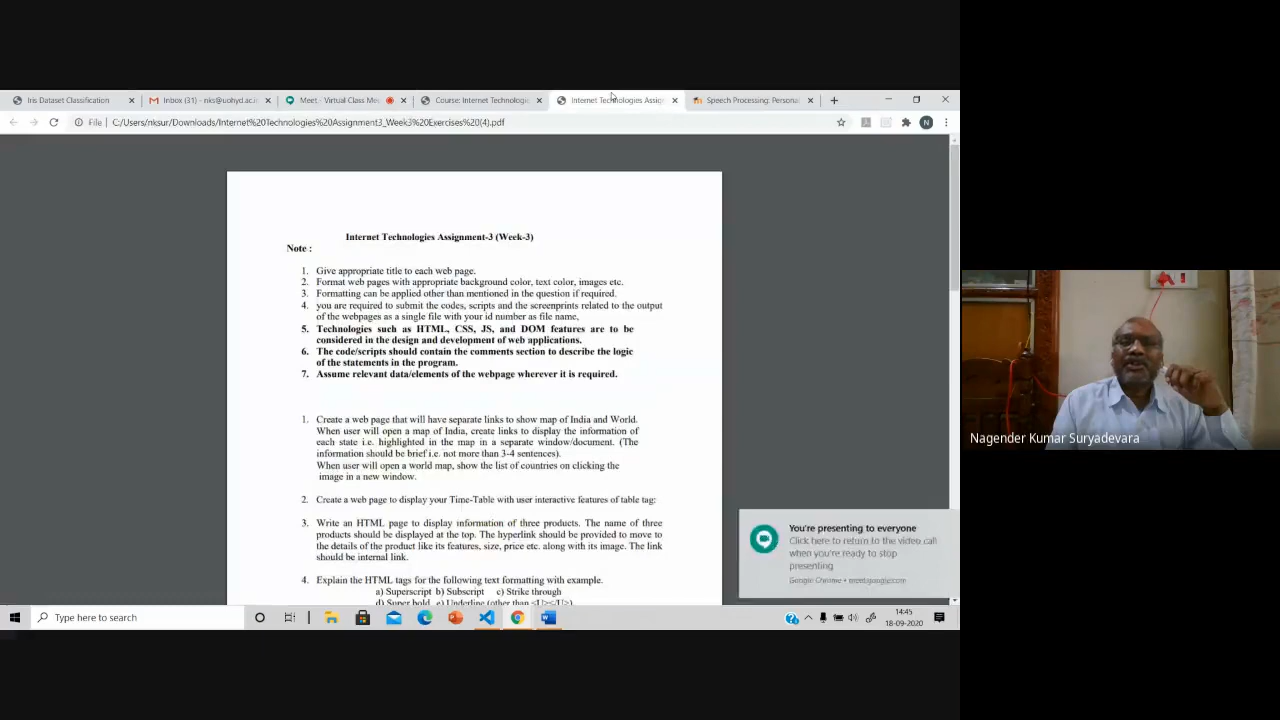 Iris Dataset Classification
Inbox (31) - nks@uohyd.ac.i
Meet - Virtual Class Mee
Course: Internet Technologie
Internet Technologies Assig
Speech Processing: Persona
File
C:/Users/nksur/Downloads/Internet%20Technologies%20Assignment3_Week3%20Exercises%20(4).pdf
N
Internet Technologies Assignment-3 (Week-3)
Note :
1. Give appropriate title to each web page.
2. Format web pages with appropriate background color, text color, images etc.
3. Formatting can be applied other than mentioned in the question if required.
4. you are required to submit the codes, scripts and the screenprints related to the output
of the webpages as a single file with your id number as file name,
5. Technologies such as HTML, CSS, JS, and DOM features are to be
considered in the design and development of web applications.
6. The code/scripts should contain the comments section to describe the logic
of the statements in the program.
7. Assume relevant data/elements of the webpage wherever it is required.
1. Create a web page that will have separate links to show map of India and World.
When user will open a map of India, create links to display the information of
each state i.e. highlighted in the map in a separate window/document. (The
information should be brief i.e. not more than 3-4 sentences).
When user will open a world map, show the list of countries on clicking the
image in a new window.
2. Create a web page to display your Time-Table with user interactive features of table tag:
3. Write an HTML page to display information of three products. The name of three
products should be displayed at the top. The hyperlink should be provided to move to
the details of the product like its features, size, price etc. along with its image. The link
should be internal link.
4. Explain the HTML tags for the following text formatting with example.
a) Superscript b) Subscript c) Strike through
d) Super bold e) Underline (other than <U></U>)
You're presenting to everyone
Click here to return to the video call
when you're ready to stop
presenting
Google Chrome • meet.google.com
Nagender Kumar Suryadevara
Type here to search
14:45
18-09-2020